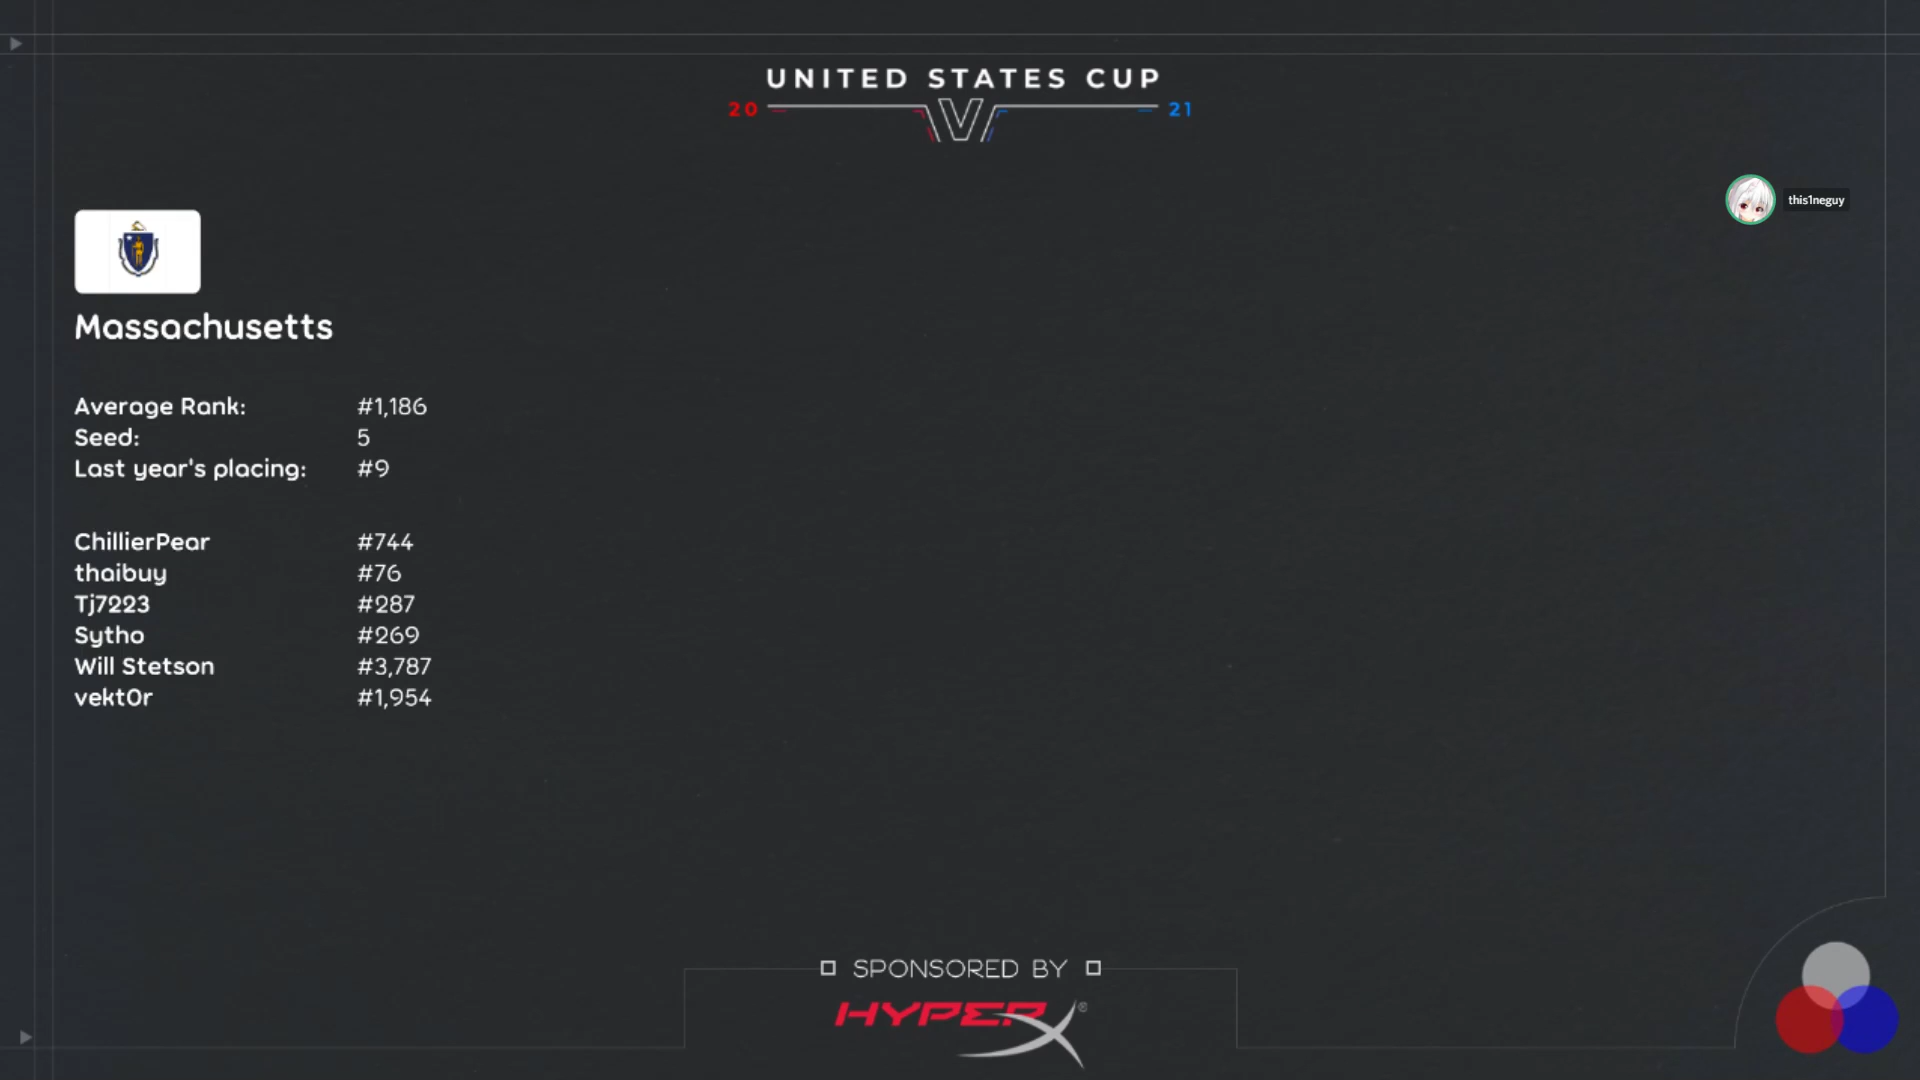 UNITED STATES CUP
20 V 21
this1neguy
Massachusetts
Average Rank: #1,186
Seed: 5
Last year's placing: #9
ChillierPear #744
thaibuy #76
Tj7223 #287
Sytho #269
Will Stetson #3,787
vekt0r #1,954
SPONSORED BY
HYPERX®